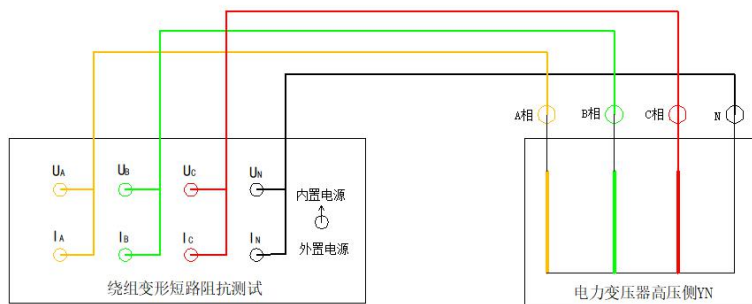 A相 B相 C相 N
UA UB UC UN
内置电源
IA IB IC IN
外置电源
绕组变形短路阻抗测试
电力变压器高压侧YN